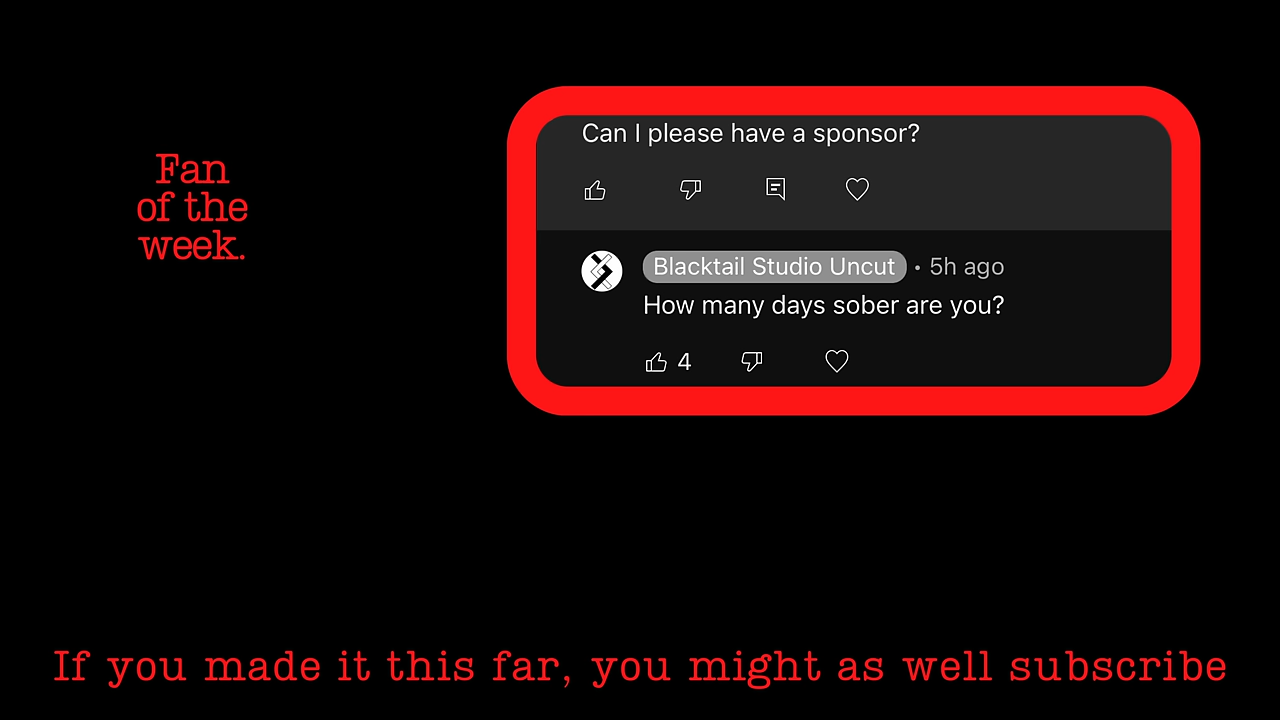 Fan
of the
week.
Can I please have a sponsor?
Blacktail Studio Uncut • 5h ago
How many days sober are you?
4
If you made it this far, you might as well subscribe